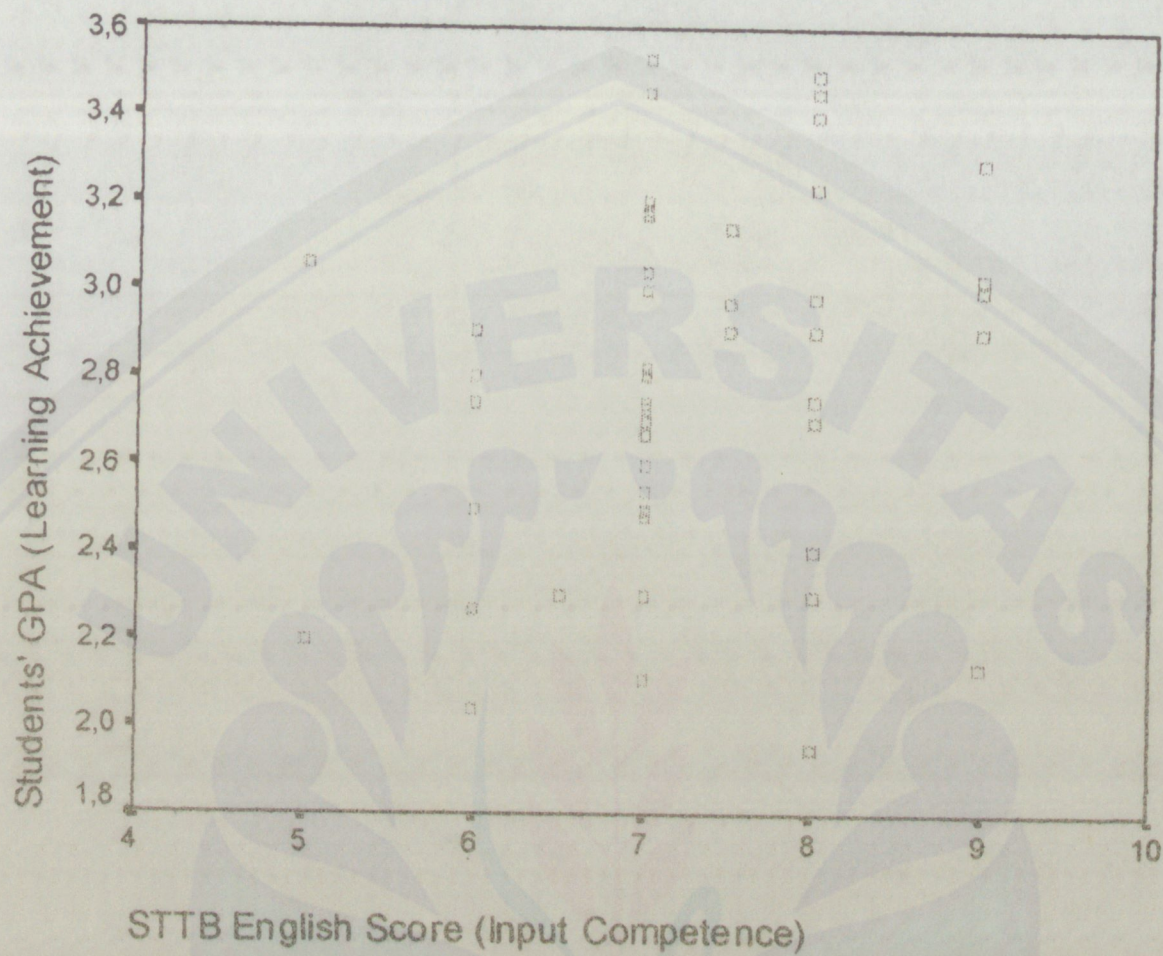 Students' GPA (Learning Achievement)
3,6
3,4
3,2
3,0
2,8
2,6
2,4
2,2
2,0
1,8
4 5 6 7 8 9 10
STTB English Score (Input Competence)
UNIVERSITAS